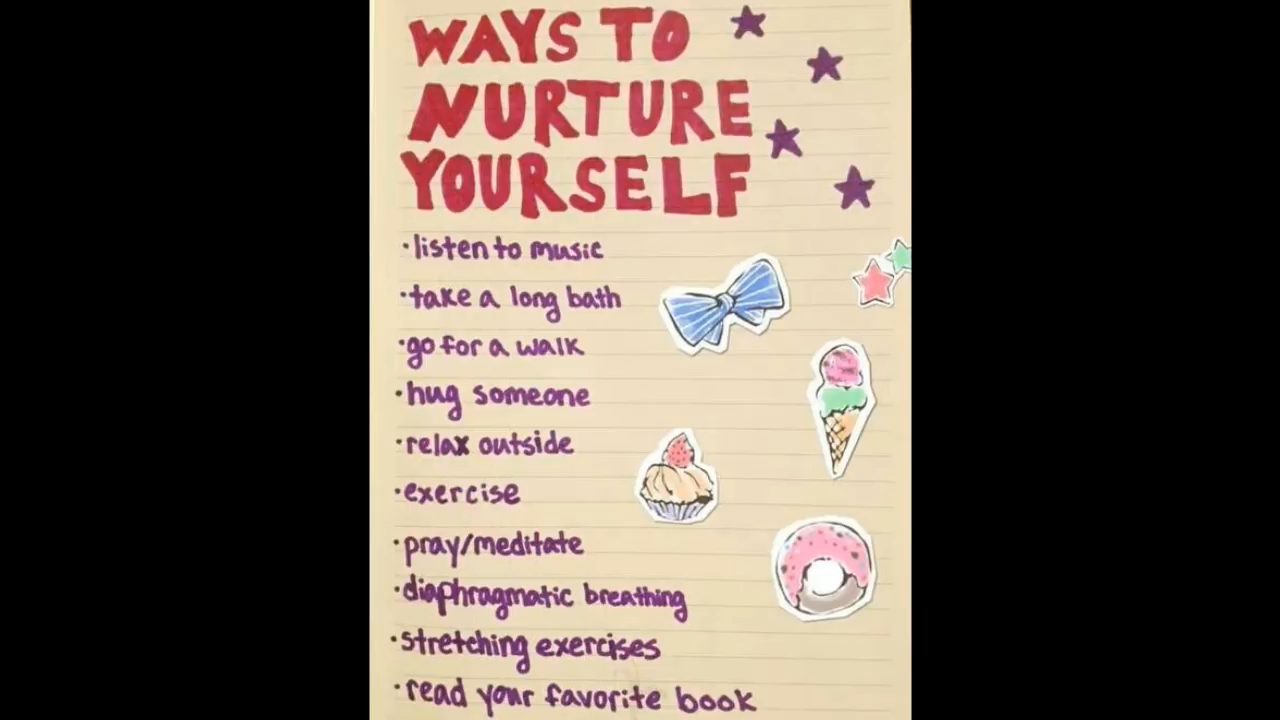 WAYS TO
NURTURE
YOURSELF
·listen to music
·take a long bath
·go for a walk
·hug someone
·relax outside
·exercise
·pray/meditate
·diaphragmatic breathing
·stretching exercises
·read your favorite book